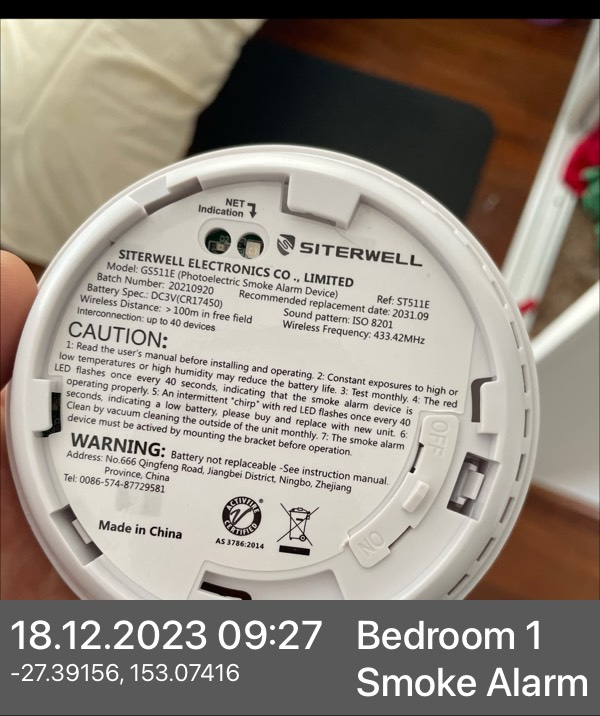 NET
Indication
SITERWELL
SITERWELL ELECTRONICS CO ., LIMITED
Model: GS511E (Photoelectric Smoke Alarm Device)
Ref: ST511E
Batch Number: 20210920
Recommended replacement date: 2031.09
Battery Spec.: DC3V(CR17450)
Sound pattern: ISO 8201
Wireless Distance: > 100m in free field
Wireless Frequency: 433.42MHz
Interconnection: up to 40 devices
CAUTION:
1: Read the user's manual before installing and operating. 2: Constant exposures to high or
low temperatures or high humidity may reduce the battery life. 3: Test monthly. 4: The red
LED flashes once every 40 seconds, indicating that the smoke alarm device is
operating properly. 5: An intermittent "chirp" with red LED flashes once every 40
seconds, indicating a low battery, please buy and replace with new unit. 6:
Clean by vacuum cleaning the outside of the unit monthly. 7: The smoke alarm
device must be actived by mounting the bracket before operation.
WARNING: Battery not replaceable -See instruction manual.
Address: No.666 Qingfeng Road, Jiangbei District, Ningbo, Zhejiang
Province, China
Tel: 0086-574-87729581
OFF
ON
Made in China
ACTIVFIRE
CERTIFIED
AS 3786:2014
18.12.2023 09:27
-27.39156, 153.07416
Bedroom 1
Smoke Alarm